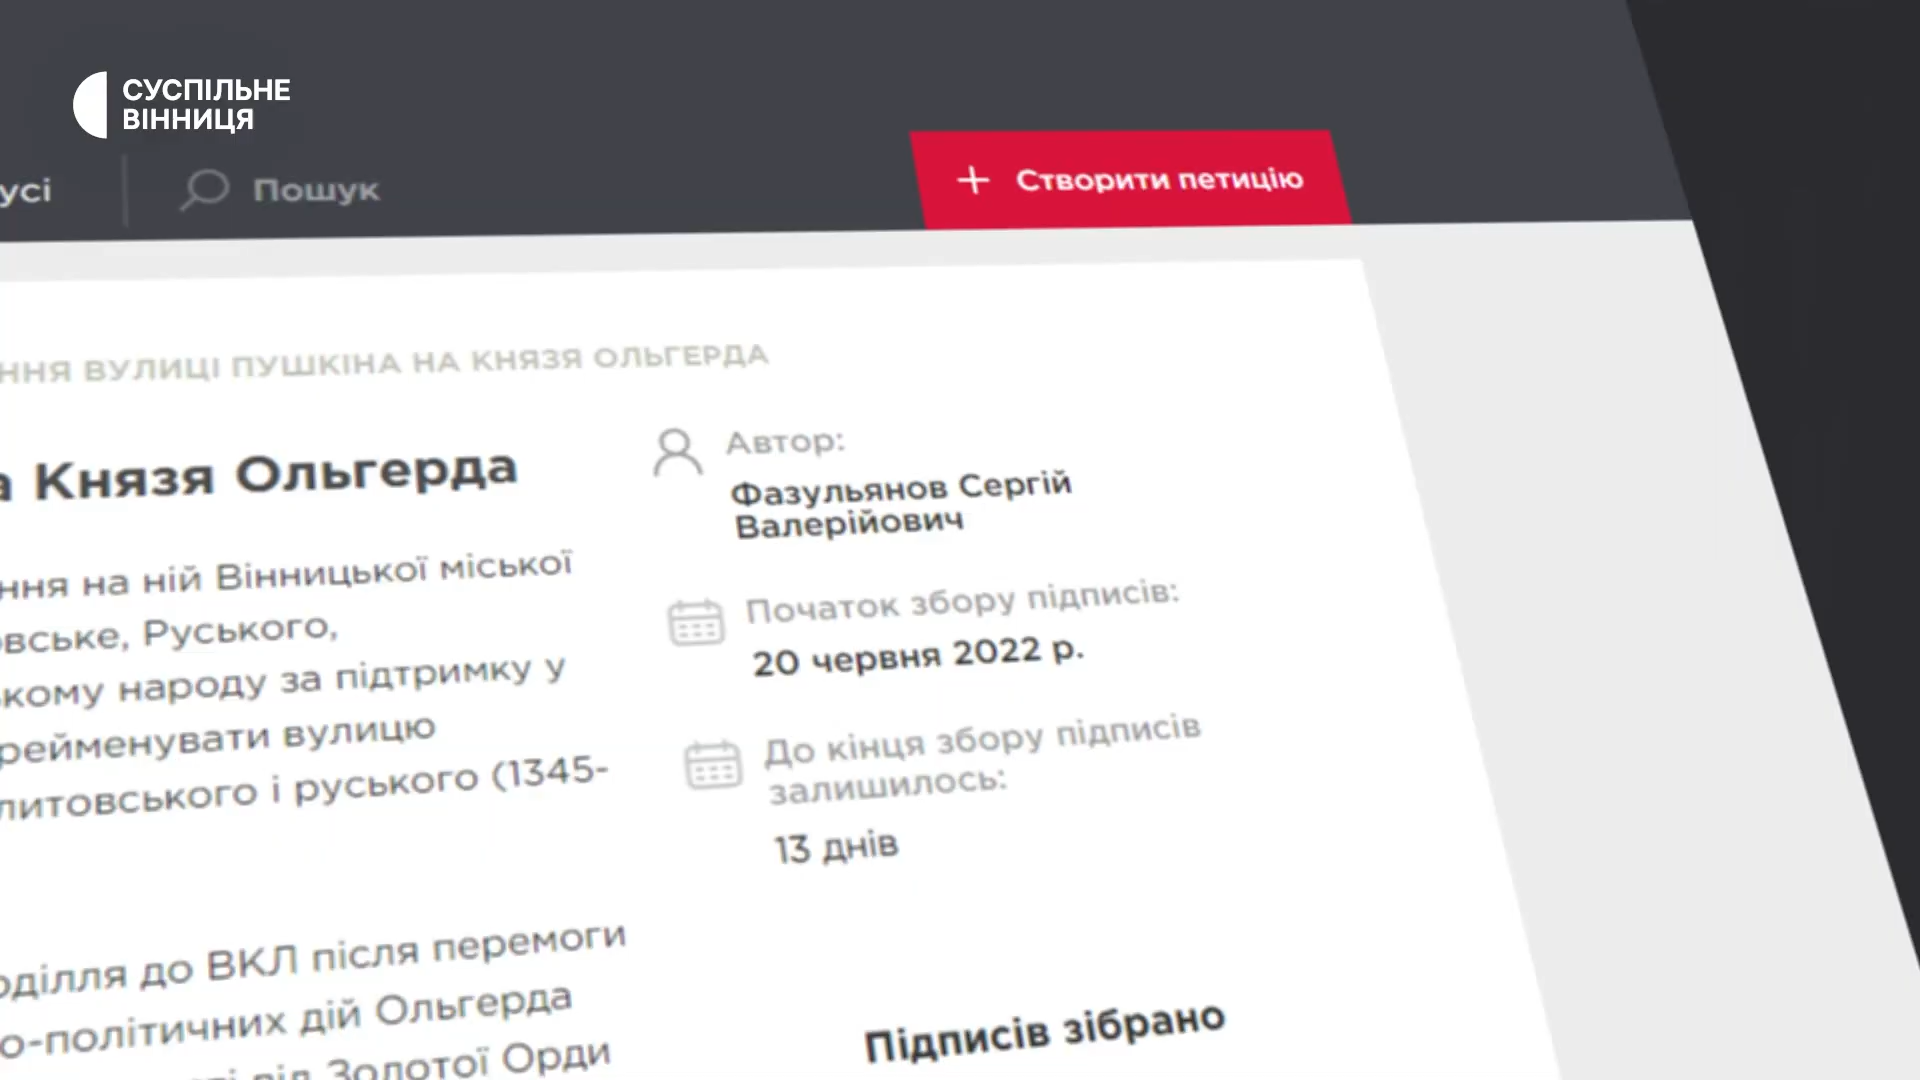 СУСПІЛЬНЕ
ВІННИЦЯ
усі
Пошук
+ Створити петицію
ВУЛИЦІ ПУШКІНА НА КНЯЗЯ ОЛЬГЕРДА
а Князя Ольгерда
ння на ній Вінницької міської
вське, Руського,
кому народу за підтримку у
рейменувати вулицю
литовського і руського (1345-
оділля до ВКЛ після перемоги
о-політичних дій Ольгерда
від Золотої Орди
Автор:
Фазульянов Сергій
Валерійович
Початок збору підписів:
20 червня 2022 р.
До кінця збору підписів
залишилось:
13 днів
Підписів зібрано